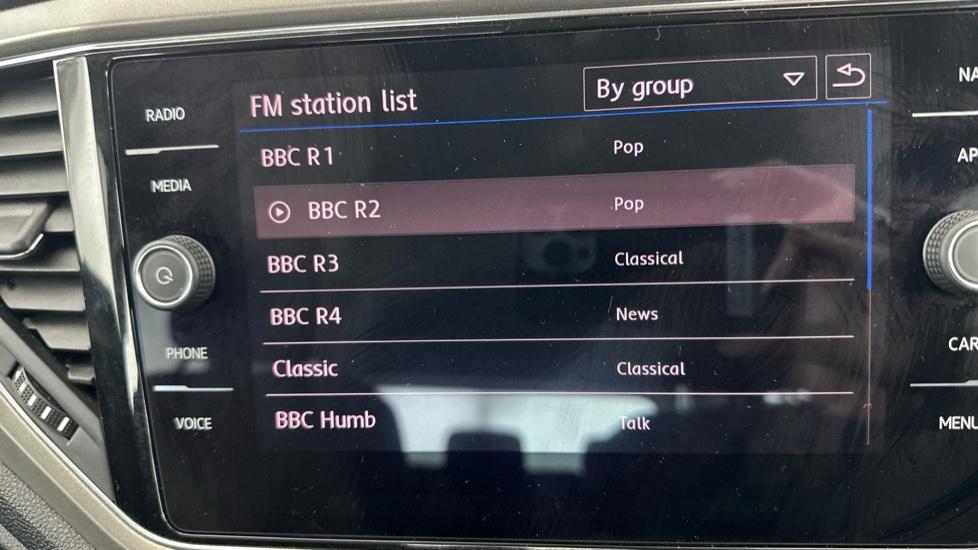 RADIO
MEDIA
PHONE
VOICE
FM station list
By group
BBC R1 Pop
BBC R2 Pop
BBC R3 Classical
BBC R4 News
Classic Classical
BBC Humb Talk
NA
AP
CAR
MENU